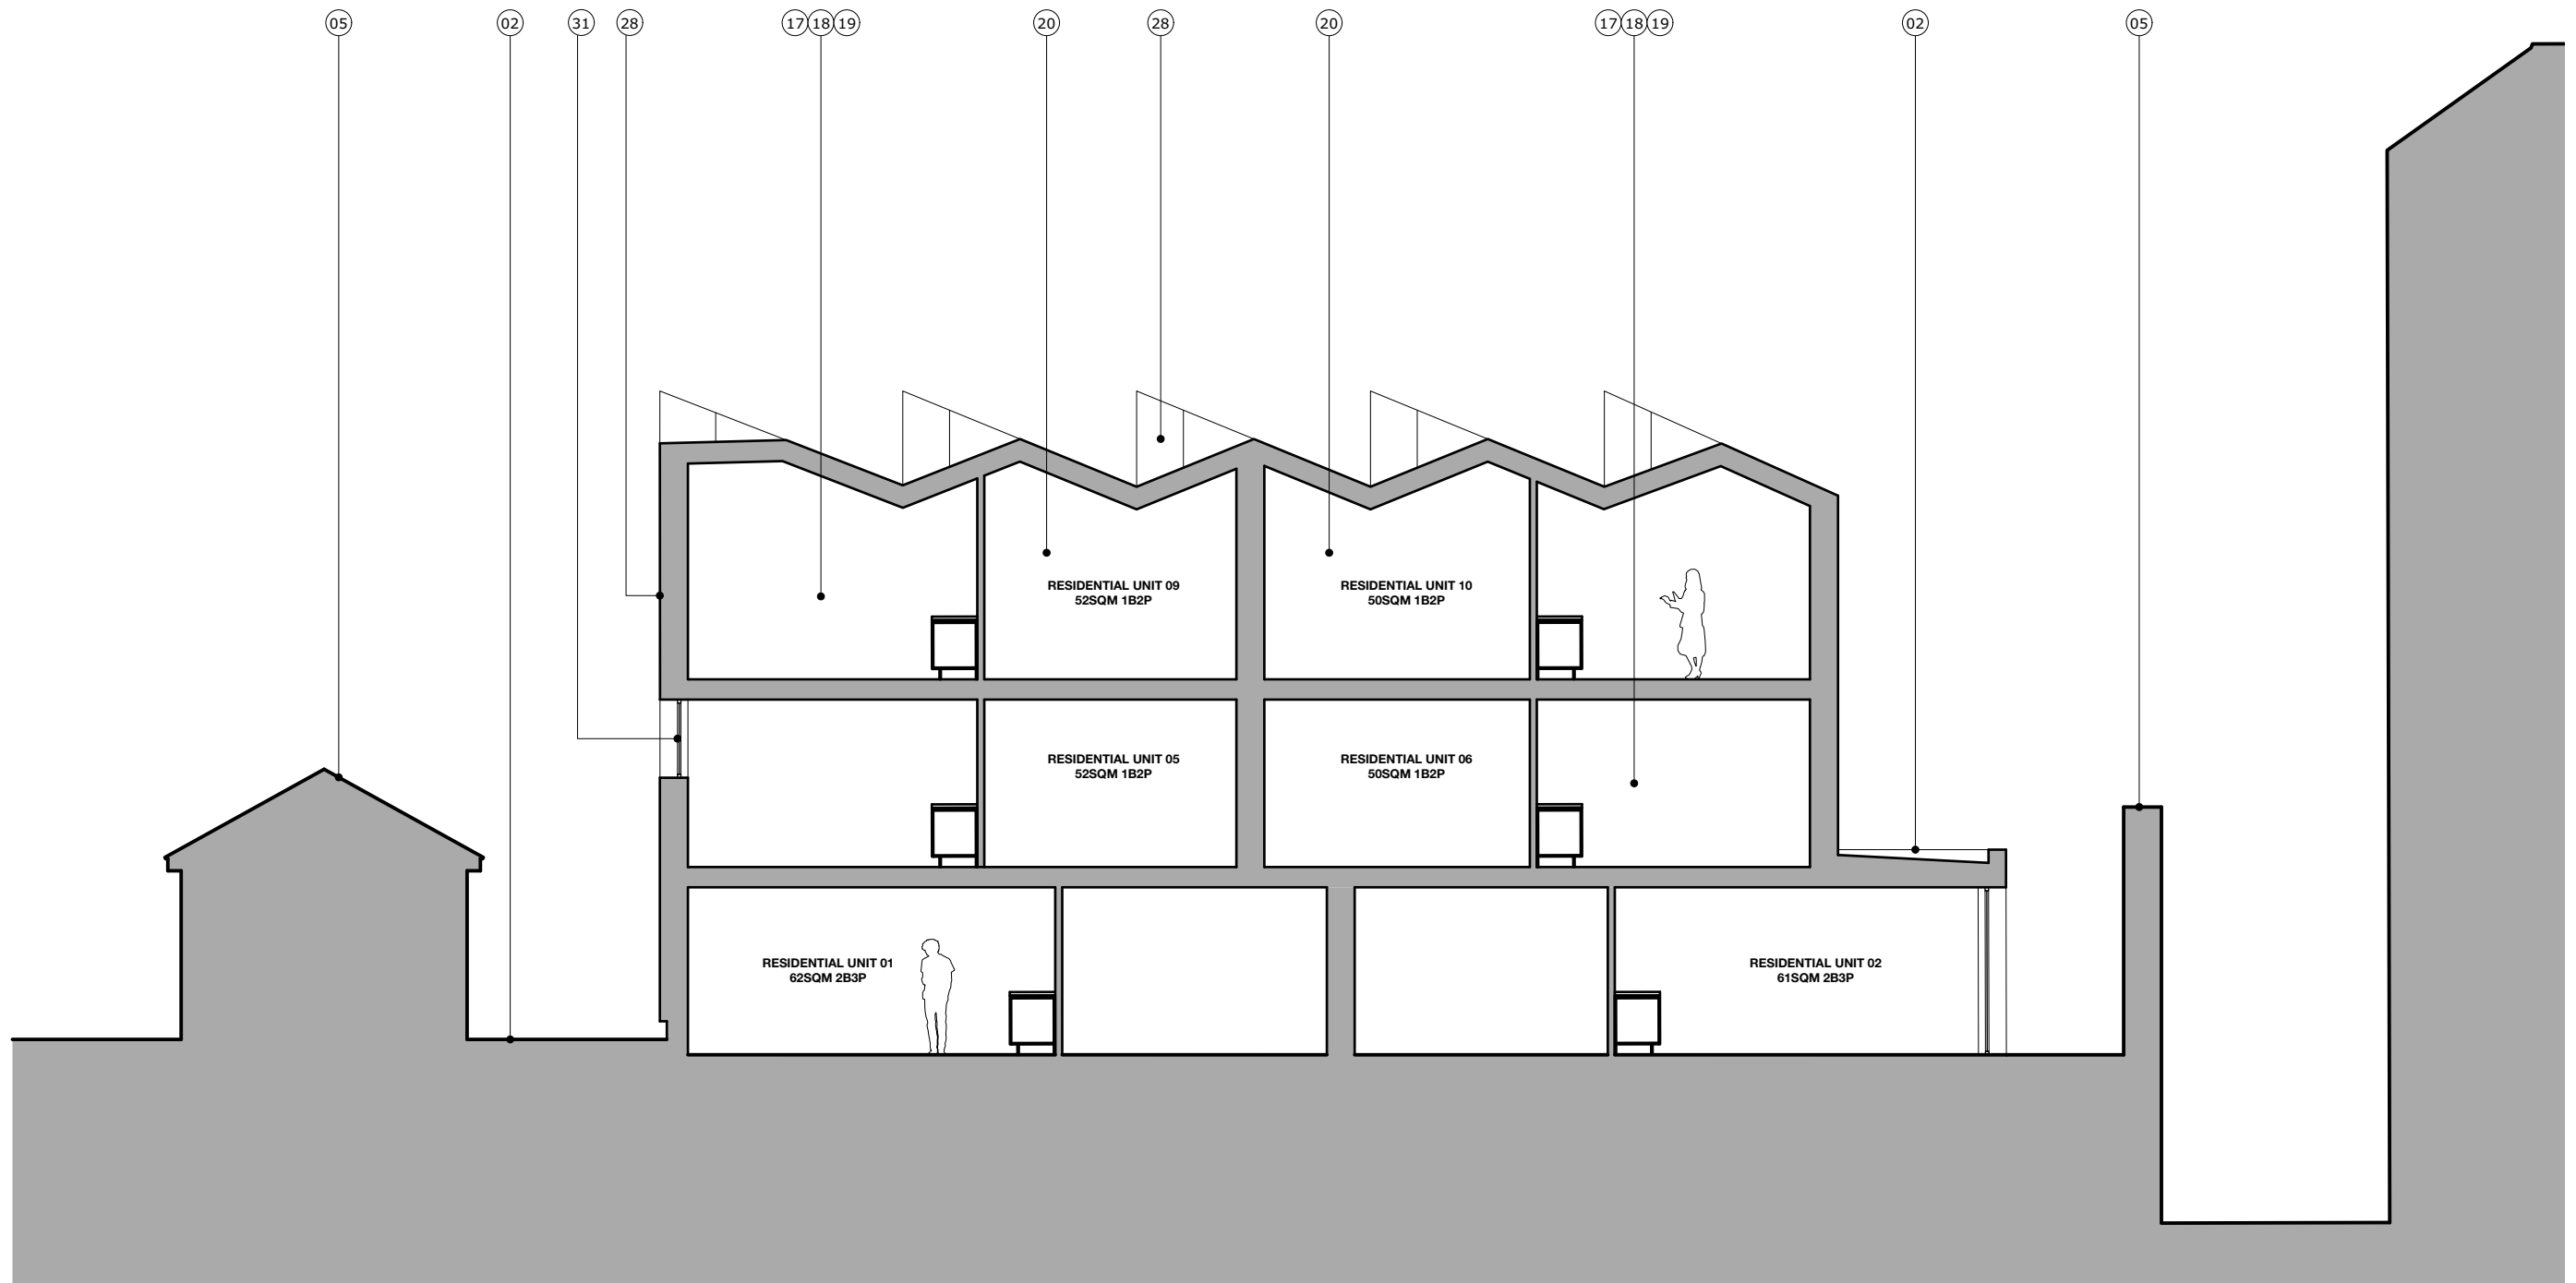 05 02 31 28 17 18 19 20 28 20 17 18 19 02 05
RESIDENTIAL UNIT 09
52SQM 1B2P
RESIDENTIAL UNIT 10
50SQM 1B2P
RESIDENTIAL UNIT 05
52SQM 1B2P
RESIDENTIAL UNIT 06
50SQM 1B2P
RESIDENTIAL UNIT 01
62SQM 2B3P
RESIDENTIAL UNIT 02
61SQM 2B3P